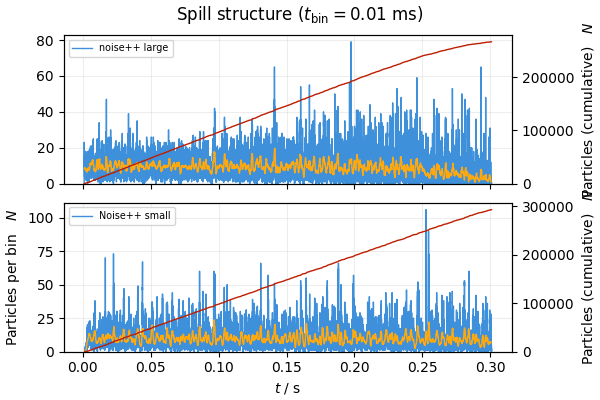 Spill structure (t_bin = 0.01 ms)
80
60
40
20
0
noise++ large
200000
100000
0
Particles (cumulative) N
100
75
50
25
0
Noise++ small
300000
200000
100000
0
Particles per bin N
Particles (cumulative) N
0.00 0.05 0.10 0.15 0.20 0.25 0.30
t / s